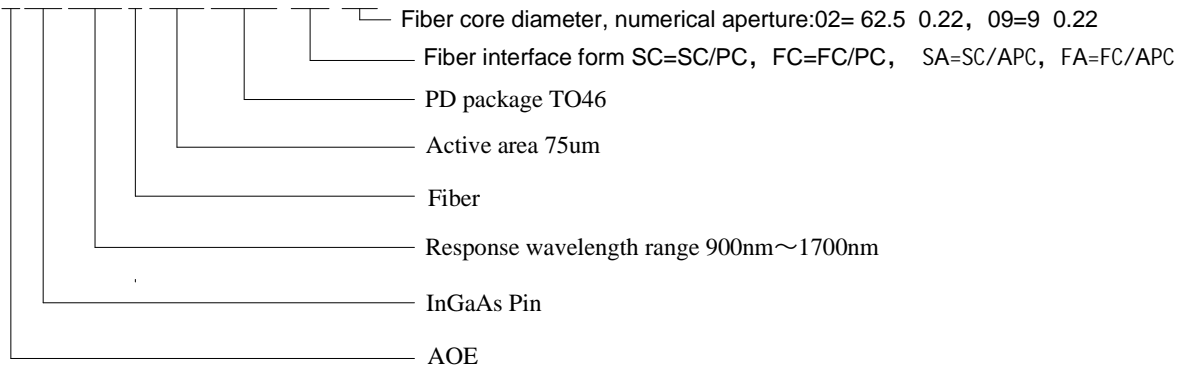 Fiber core diameter, numerical aperture:02= 62.5 0.22, 09=9 0.22
Fiber interface form SC=SC/PC, FC=FC/PC, SA=SC/APC, FA=FC/APC
PD package TO46
Active area 75um
Fiber
Response wavelength range 900nm～1700nm
InGaAs Pin
AOE